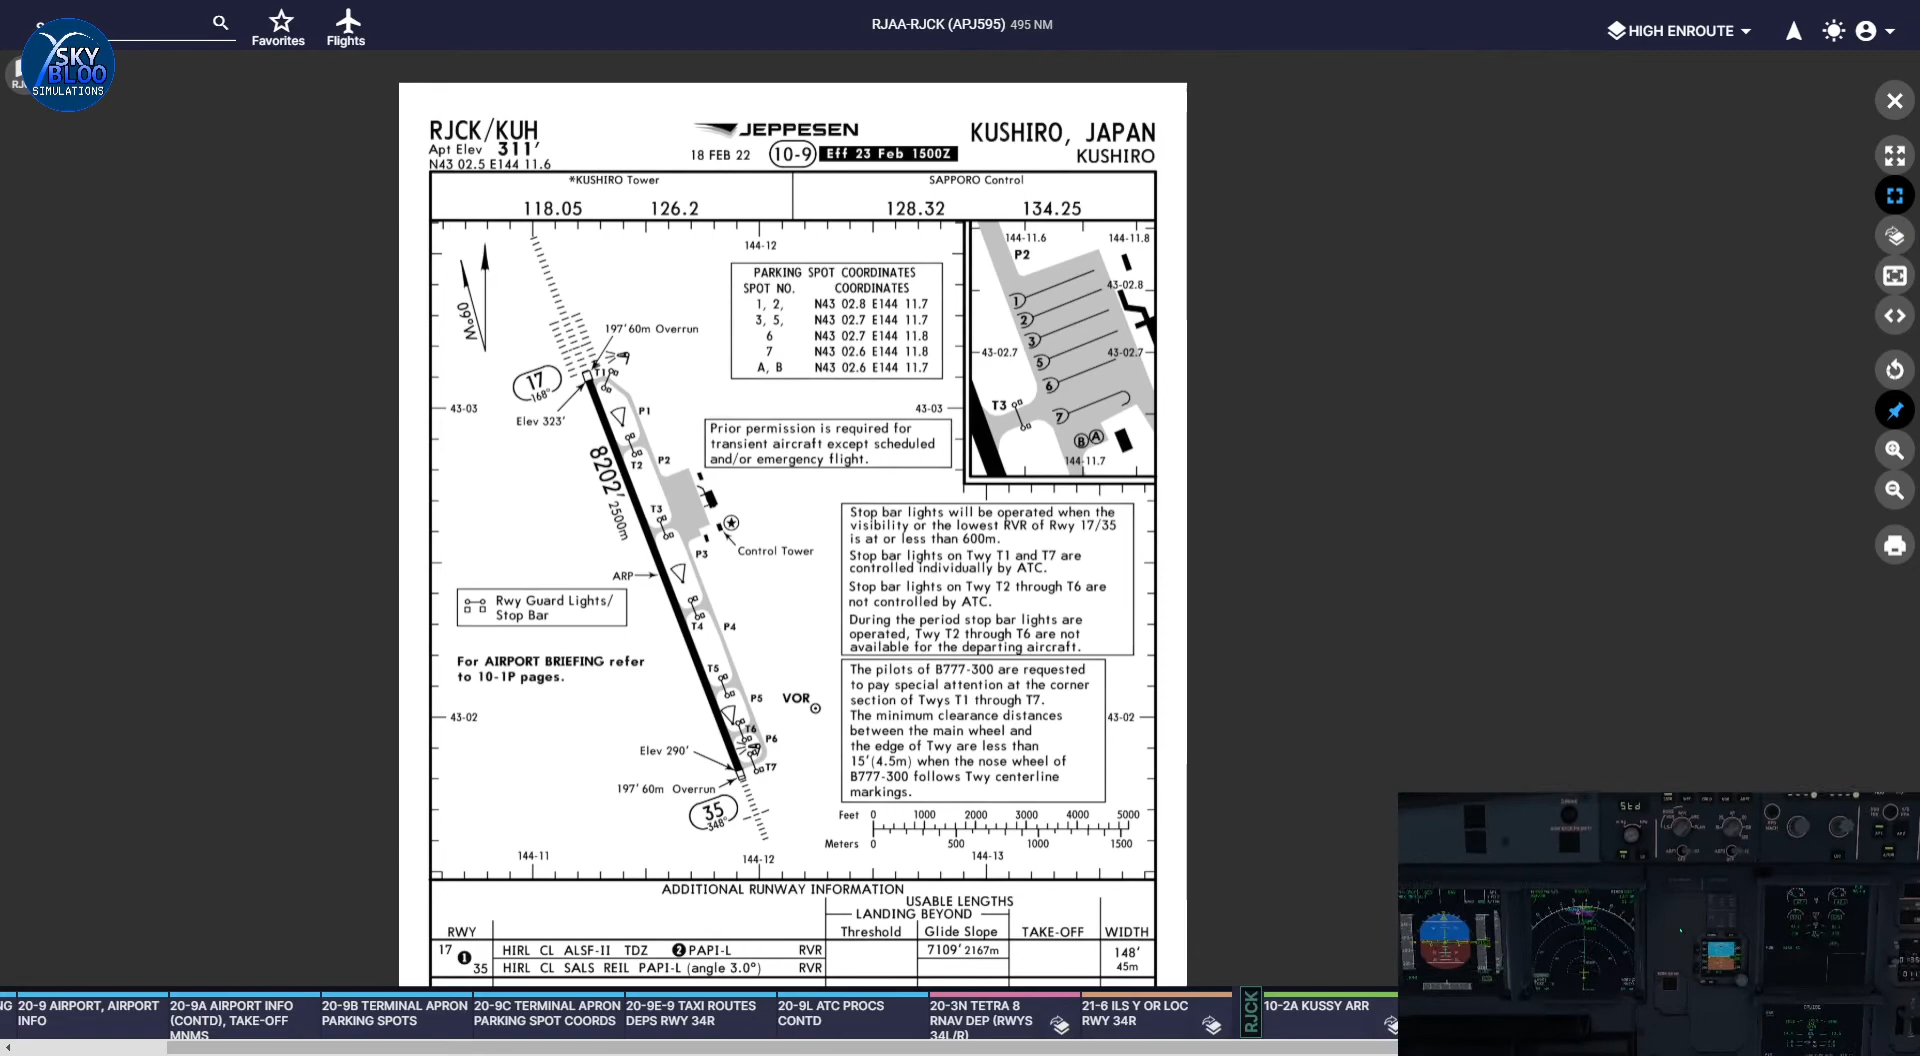 Favorites
Flights
RJAA-RJCK (APJ595) 495 NM
HIGH ENROUTE
SKY
BLOO
SIMULATIONS
RJCK/KUH
Apt Elev 311'
N43 02.5 E144 11.6
JEPPESEN
18 FEB 22 10-9 Eff 23 Feb 1500Z
KUSHIRO, JAPAN
KUSHIRO
*KUSHIRO Tower
118.05 126.2
SAPPORO Control
128.32 134.25
144-12
09°W
PARKING SPOT COORDINATES
SPOT NO. COORDINATES
1, 2, N43 02.8 E144 11.7
3, 5, N43 02.7 E144 11.7
6 N43 02.7 E144 11.8
7 N43 02.6 E144 11.8
A, B N43 02.6 E144 11.7
144-11.6 144-11.8
P2
43-02.8
1
2
3
43-02.7 43-02.7
5
6
T3
7
B A
144-11.7
197' 60m Overrun
17
168°
T1
Elev 323'
43-03
P1
43-03
Prior permission is required for
transient aircraft except scheduled
and/or emergency flight.
T2
P2
8202'
2500m
T3
Control Tower
P3
ARP
Rwy Guard Lights/
Stop Bar
T4
P4
For AIRPORT BRIEFING refer
to 10-1P pages.
T5
P5
VOR
43-02
T6
P6
Elev 290'
T7
197' 60m Overrun
35
348°
Stop bar lights will be operated when the
visibility or the lowest RVR of Rwy 17/35
is at or less than 600m.
Stop bar lights on Twy T1 and T7 are
controlled individually by ATC.
Stop bar lights on Twy T2 through T6 are
not controlled by ATC.
During the period stop bar lights are
operated, Twy T2 through T6 are not
available for the departing aircraft.
The pilots of B777-300 are requested
to pay special attention at the corner
section of Twys T1 through T7.
The minimum clearance distances
between the main wheel and
the edge of Twy are less than
15'(4.5m) when the nose wheel of
B777-300 follows Twy centerline
markings.
43-02
Feet 0 1000 2000 3000 4000 5000
Meters 0 500 1000 1500
144-11 144-12 144-13
ADDITIONAL RUNWAY INFORMATION
USABLE LENGTHS
LANDING BEYOND
RWY Threshold Glide Slope TAKE-OFF WIDTH
17 1 HIRL CL ALSF-II TDZ 2 PAPI-L RVR 7109' 2167m 148'
35 HIRL CL SALS REIL PAPI-L (angle 3.0°) RVR 45m
20-9 AIRPORT, AIRPORT
INFO
20-9A AIRPORT INFO
(CONTD), TAKE-OFF
MNMS
20-9B TERMINAL APRON
PARKING SPOTS
20-9C TERMINAL APRON
PARKING SPOT COORDS
20-9E-9 TAXI ROUTES
DEPS RWY 34R
20-9L ATC PROCS
CONTD
20-3N TETRA 8
RNAV DEP (RWYS
34L/R)
21-6 ILS Y OR LOC
RWY 34R
RJCK
10-2A KUSSY ARR
Std